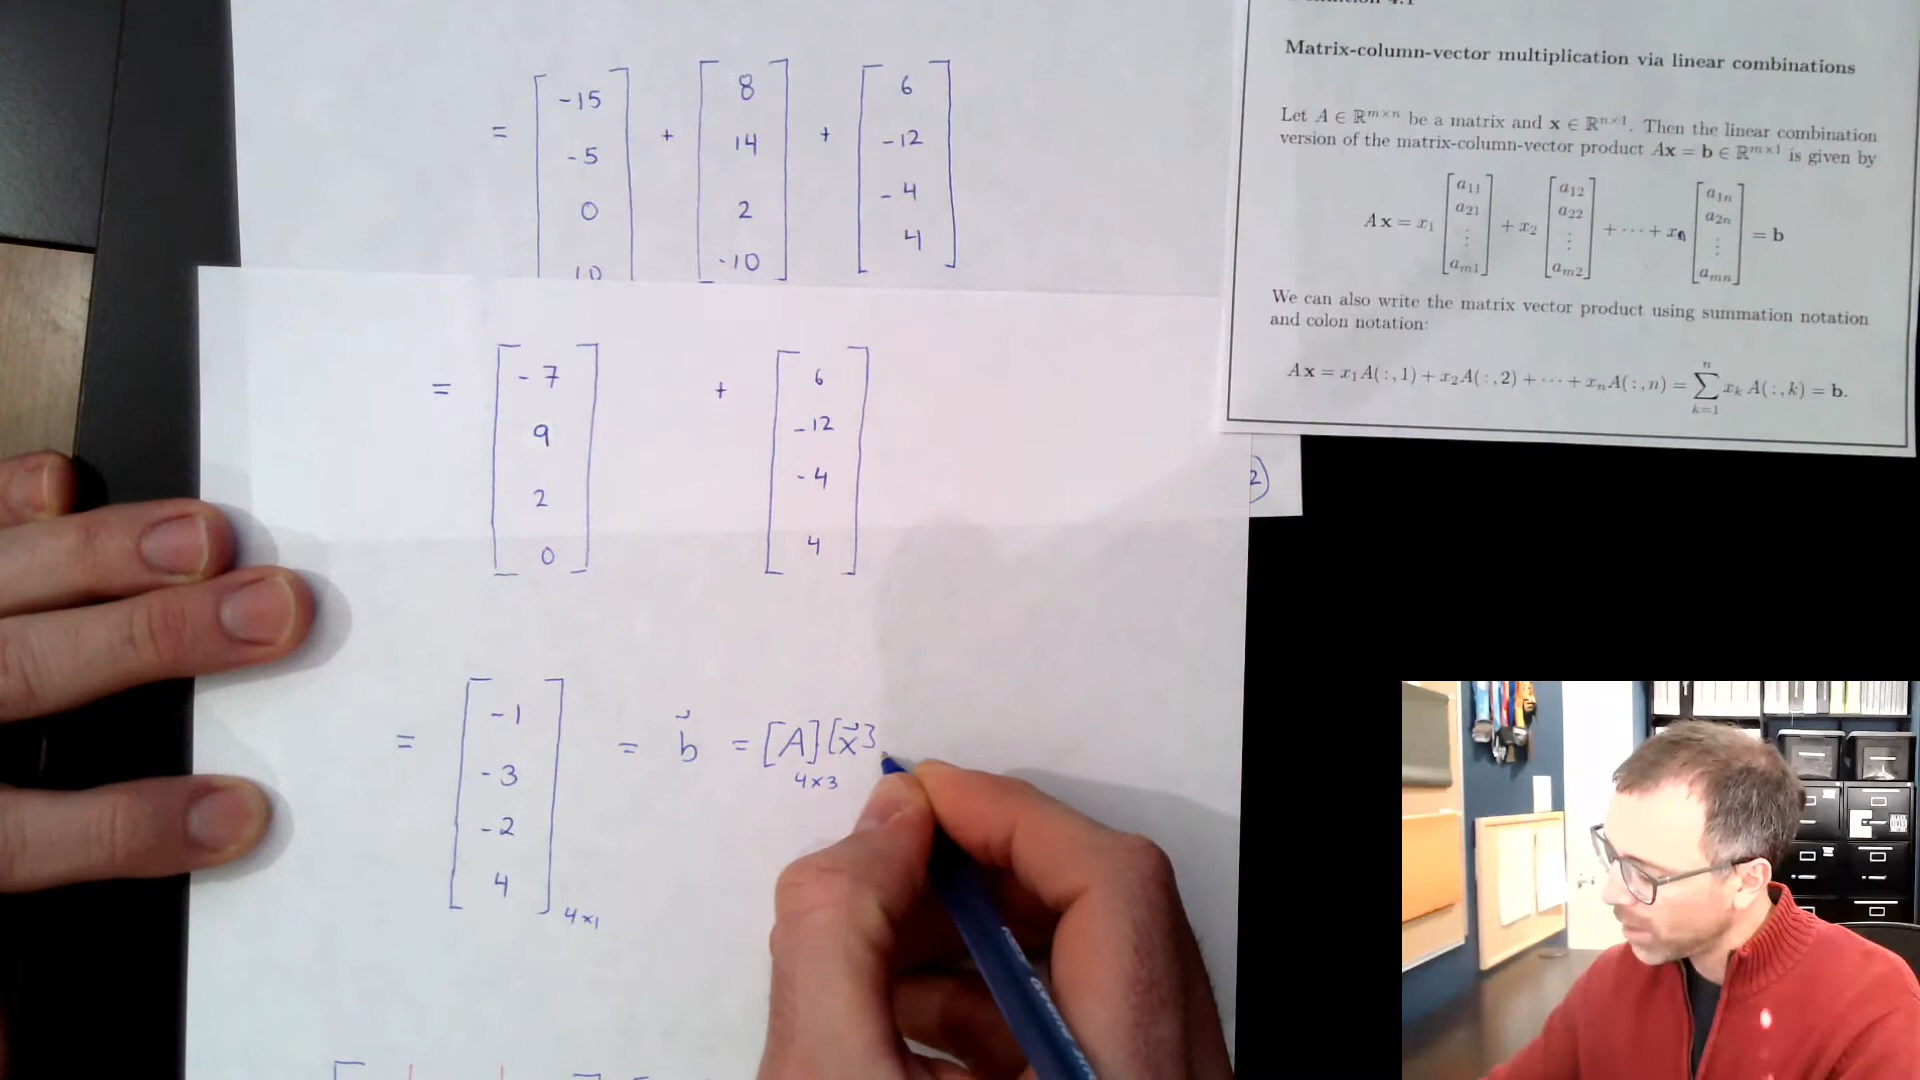 = [ -15 ] + [ 8 ] + [ 6 ]
-5 14 -12
0 2 -4
10 -10 4
= [ -7 ] + [ 6 ]
9 -12
2 -4
0 4
= [ -1 ] = b⃗ = [A][x⃗]
4×3
-3
-2
4
4×1
2
Matrix-column-vector multiplication via linear combinations
Let A ∈ ℝ^{m×n} be a matrix and x ∈ ℝ^{n×1}. Then the linear combination
version of the matrix-column-vector product Ax = b ∈ ℝ^{m×1} is given by
Ax = x₁ [a₁₁ a₂₁ ⋮ a_{m1}] + x₂ [a₁₂ a₂₂ ⋮ a_{m2}] + ··· + x_n [a_{1n} a_{2n} ⋮ a_{mn}] = b
We can also write the matrix vector product using summation notation
and colon notation:
Ax = x₁A(:,1) + x₂A(:,2) + ··· + x_nA(:,n) = ∑_{k=1}^{n} x_k A(:,k) = b.